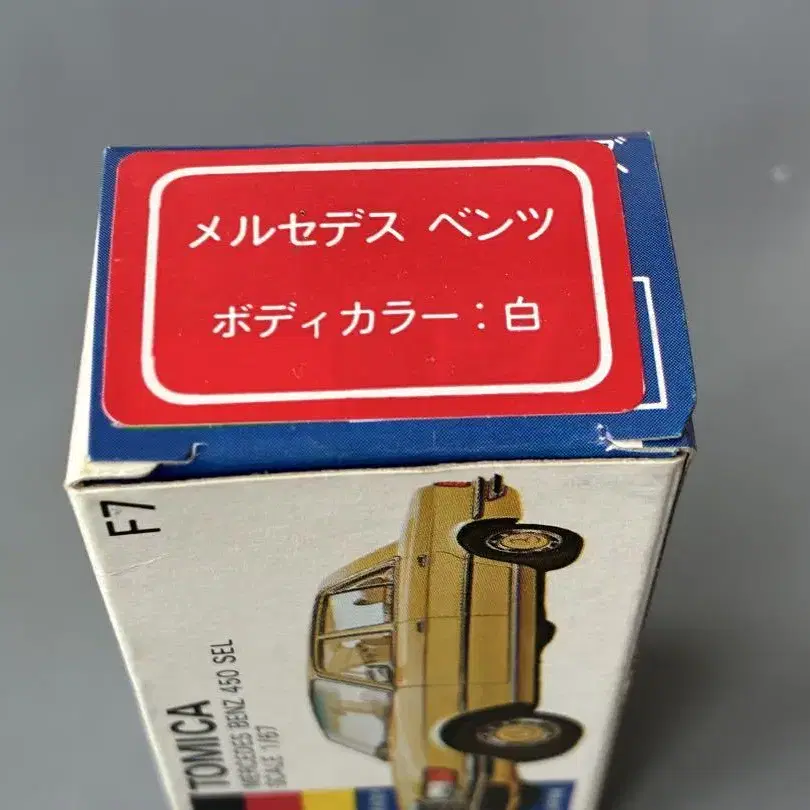 メルセデス ベンツ
ボディカラー：白
F7
TOMICA
MERCEDES BENZ 450 SEL
SCALE 1/67